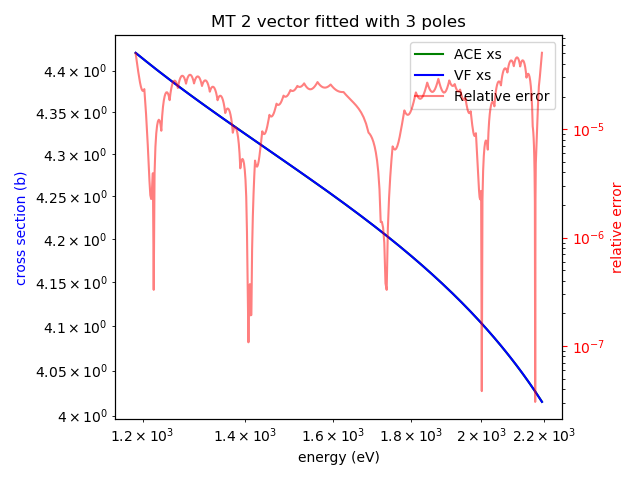 MT 2 vector fitted with 3 poles
ACE xs
VF xs
Relative error
4.4 × 10⁰
4.35 × 10⁰
4.3 × 10⁰
4.25 × 10⁰
4.2 × 10⁰
4.15 × 10⁰
4.1 × 10⁰
4.05 × 10⁰
4 × 10⁰
cross section (b)
10⁻⁵
10⁻⁶
10⁻⁷
relative error
1.2 × 10³ 1.4 × 10³ 1.6 × 10³ 1.8 × 10³ 2 × 10³ 2.2 × 10³
energy (eV)